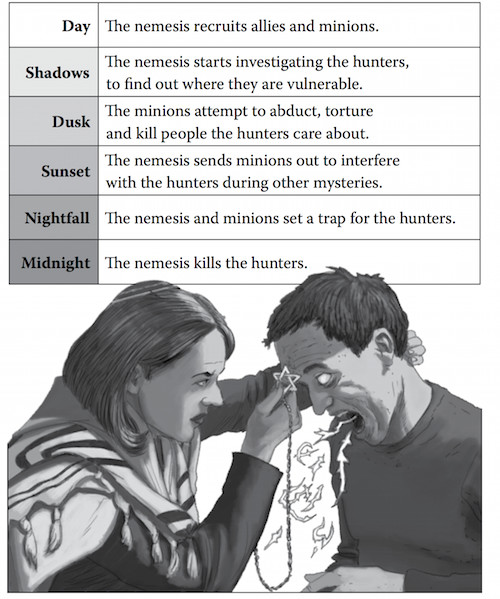 Day The nemesis recruits allies and minions.
Shadows The nemesis starts investigating the hunters,
to find out where they are vulnerable.
Dusk The minions attempt to abduct, torture
and kill people the hunters care about.
Sunset The nemesis sends minions out to interfere
with the hunters during other mysteries.
Nightfall The nemesis and minions set a trap for the hunters.
Midnight The nemesis kills the hunters.